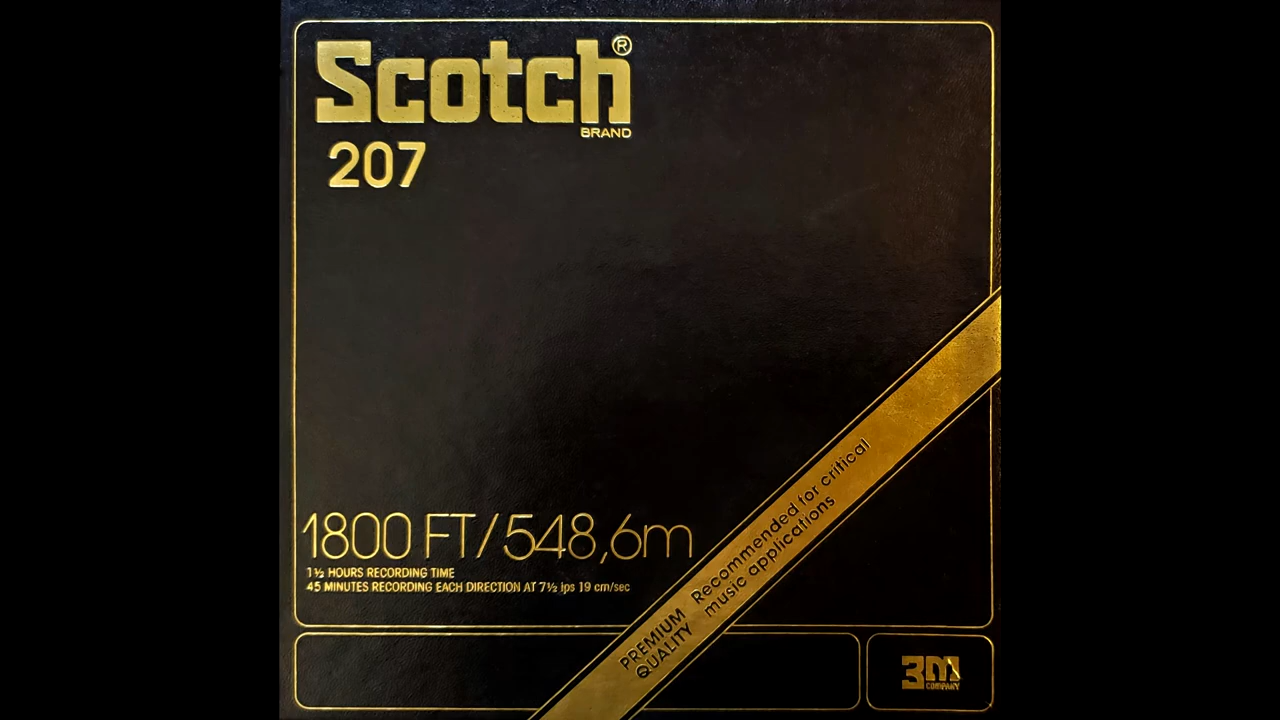 Scotch®
BRAND
207
1800 FT/548,6m
1½ HOURS RECORDING TIME
45 MINUTES RECORDING EACH DIRECTION AT 7½ ips 19 cm/sec
PREMIUM
QUALITY
Recommended for critical
music applications
3M
COMPANY